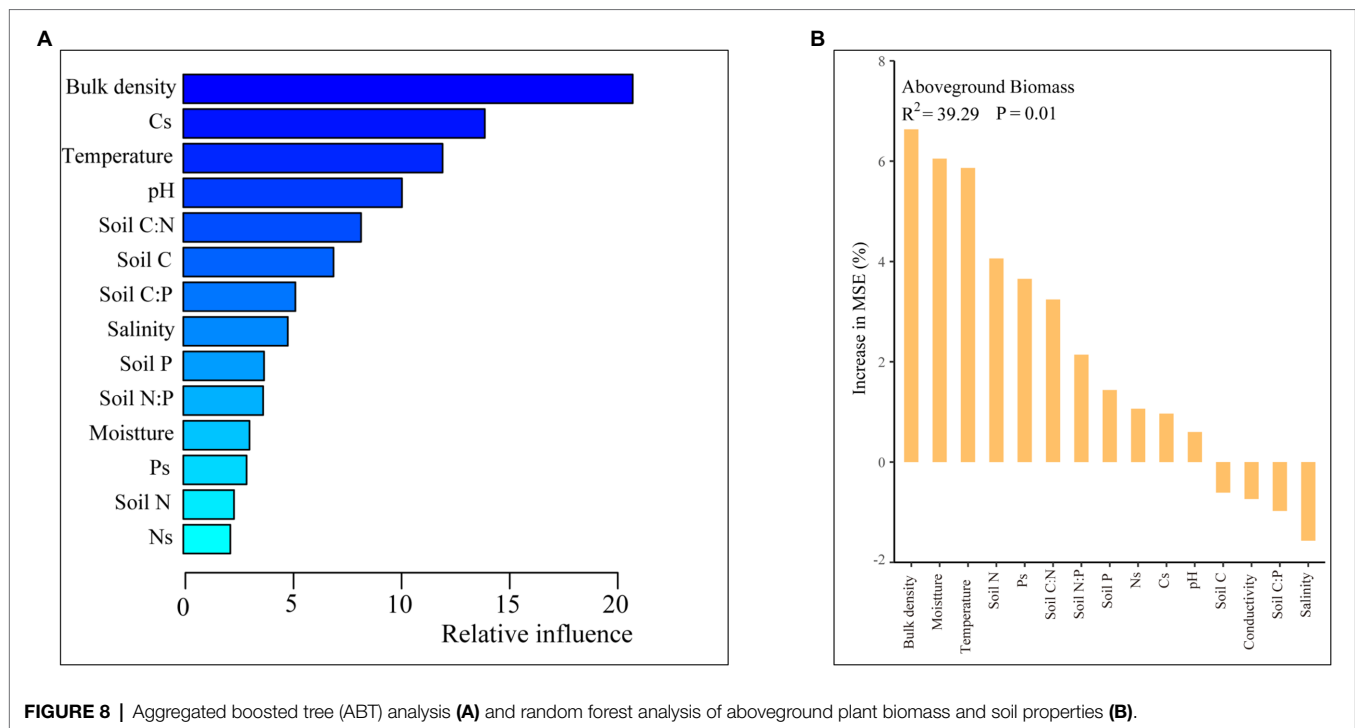 A
Bulk density
Cs
Temperature
pH
Soil C:N
Soil C
Soil C:P
Salinity
Soil P
Soil N:P
Moistture
Ps
Soil N
Ns
0 5 10 15 20
Relative influence
B
8
6
4
2
0
-2
Increase in MSE (%)
Aboveground Biomass
R² = 39.29 P = 0.01
Bulk density
Moistture
Temperature
Soil N
Ps
Soil C:N
Soil N:P
Soil P
Ns
Cs
pH
Soil C
Conductivity
Soil C:P
Salinity
FIGURE 8 | Aggregated boosted tree (ABT) analysis (A) and random forest analysis of aboveground plant biomass and soil properties (B).